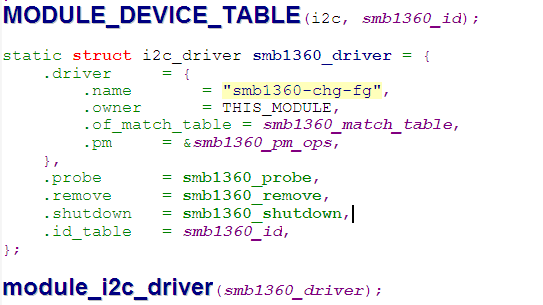 MODULE_DEVICE_TABLE(i2c, smb1360_id);
static struct i2c_driver smb1360_driver = {
.driver = {
.name = "smb1360-chg-fg",
.owner = THIS_MODULE,
.of_match_table = smb1360_match_table,
.pm = &smb1360_pm_ops,
},
.probe = smb1360_probe,
.remove = smb1360_remove,
.shutdown = smb1360_shutdown,
.id_table = smb1360_id,
};
module_i2c_driver(smb1360_driver);